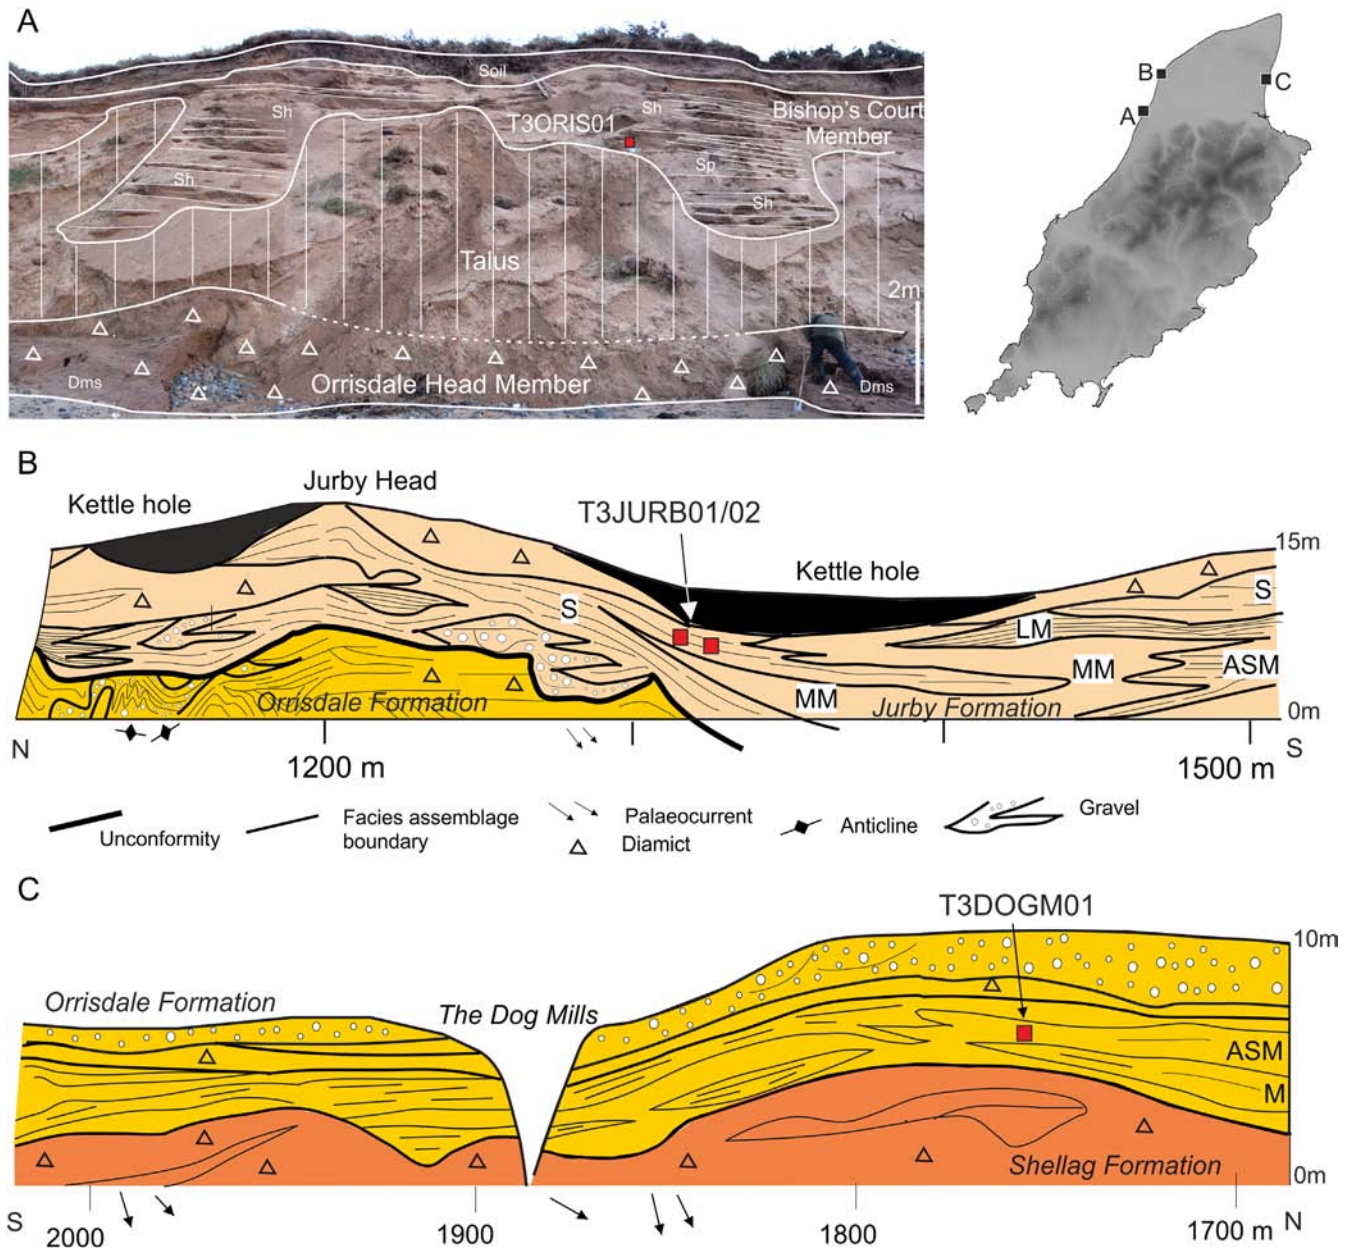 A
Soil
Sh
Sh
Bishop's Court
Member
T3ORIS01
Sh
Sp
Sh
Talus
2m
Orrisdale Head Member
Dms
Dms
B
C
A
B
Jurby Head
Kettle hole
T3JURB01/02
Kettle hole
15m
S
S
LM
MM
ASM
MM
Orrisdale Formation
Jurby Formation
0m
N
S
1200 m
1500 m
Unconformity
Facies assemblage
boundary
Palaeocurrent
Diamict
Anticline
Gravel
C
T3DOGM01
10m
Orrisdale Formation
The Dog Mills
ASM
M
Shellag Formation
0m
S
N
2000
1900
1800
1700 m